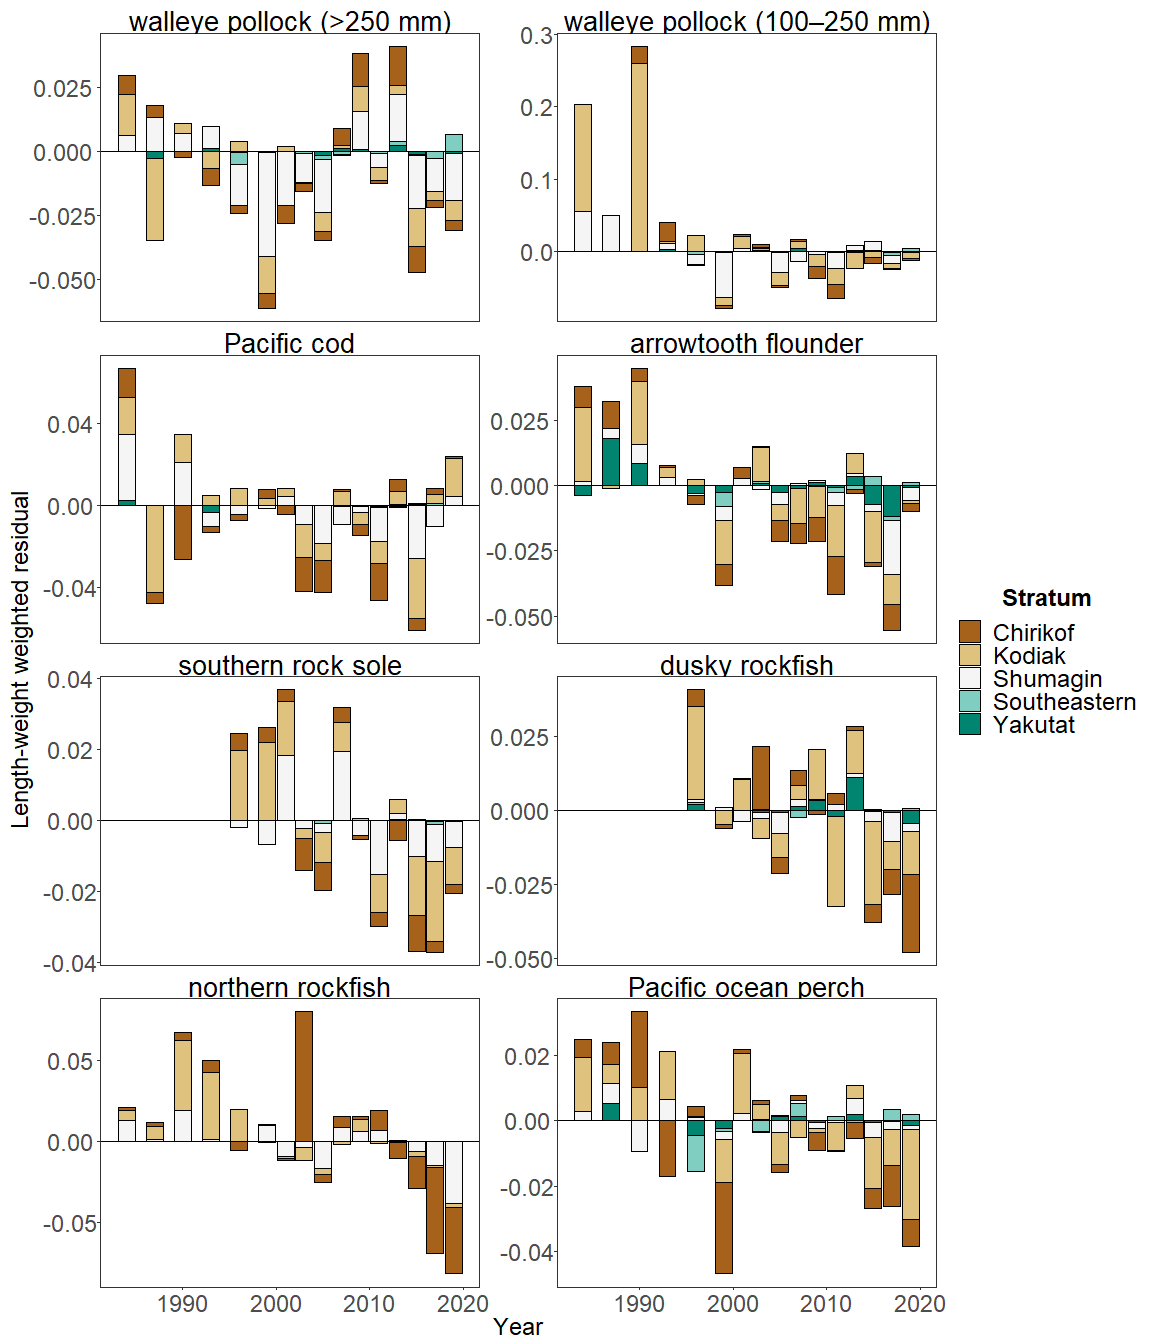 walleye pollock (>250 mm)
walleye pollock (100–250 mm)
0.025
0.000
-0.025
-0.050
0.3
0.2
0.1
0.0
Pacific cod
arrowtooth flounder
0.04
0.00
-0.04
0.025
0.000
-0.025
-0.050
southern rock sole
dusky rockfish
0.04
0.02
0.00
-0.02
-0.04
0.025
0.000
-0.025
-0.050
northern rockfish
Pacific ocean perch
0.05
0.00
-0.05
0.02
0.00
-0.02
-0.04
1990
2000
2010
2020
1990
2000
2010
2020
Year
Length-weight weighted residual
Stratum
Chirikof
Kodiak
Shumagin
Southeastern
Yakutat